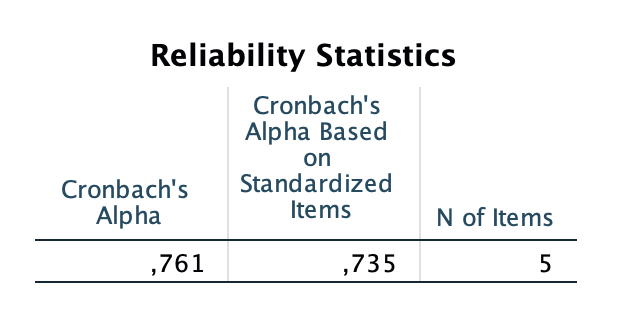 Reliability Statistics
Cronbach's
Alpha
Cronbach's
Alpha Based
on
Standardized
Items
N of Items
,761
,735
5